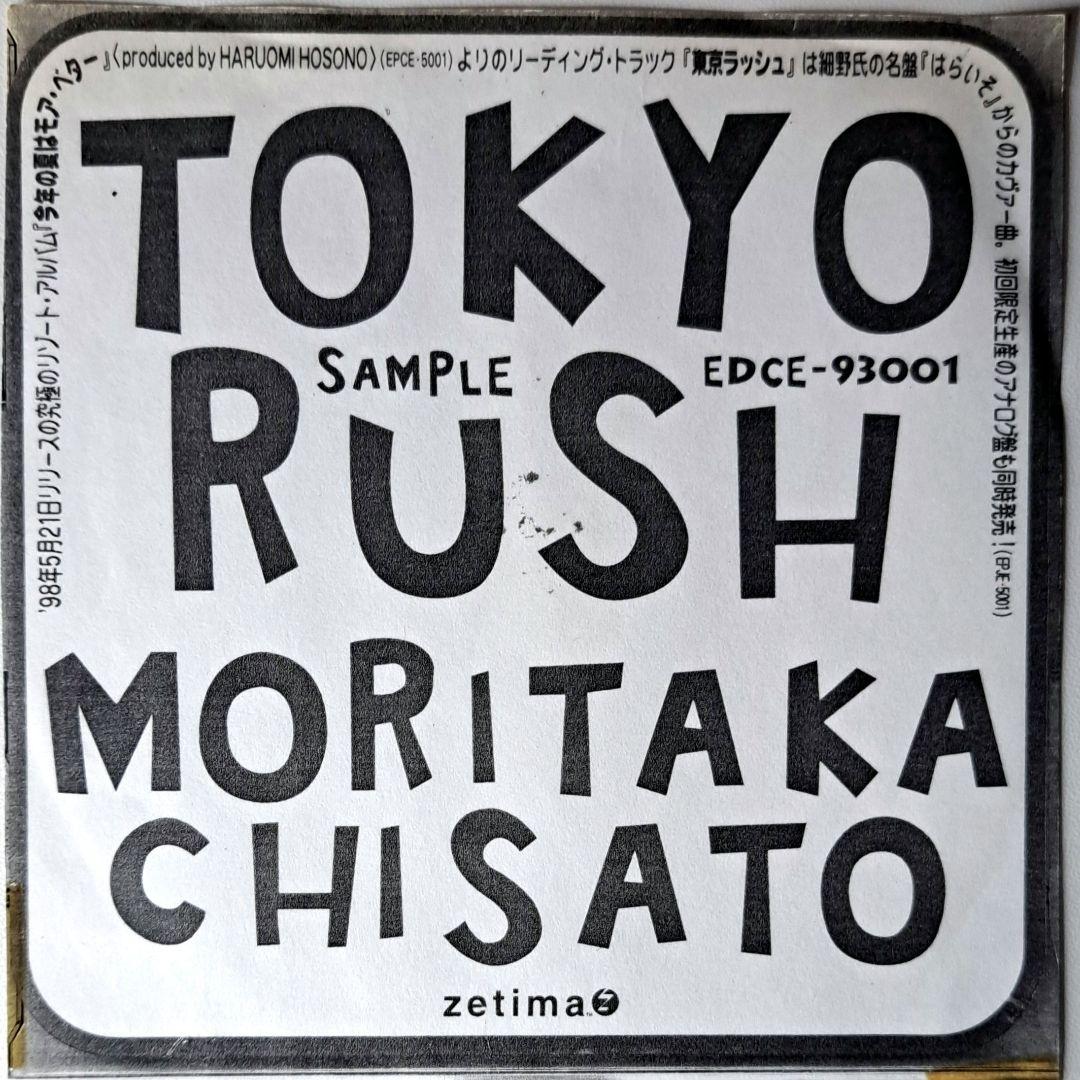 '98年5月21日リリースの究極のリゾート・アルバム『今年の夏はモア・ベター』〈produced by HARUOMI HOSONO〉(EPCE-5001) よりのリーディング・トラック『東京ラッシュ』は細野氏の名盤『はらいそ』からのカヴァー曲。初回限定生産のアナログ盤も同時発売！(EPJE-5001)
TOKYO
SAMPLE EDCE-93001
RUSH
MORITAKA
CHISATO
zetima